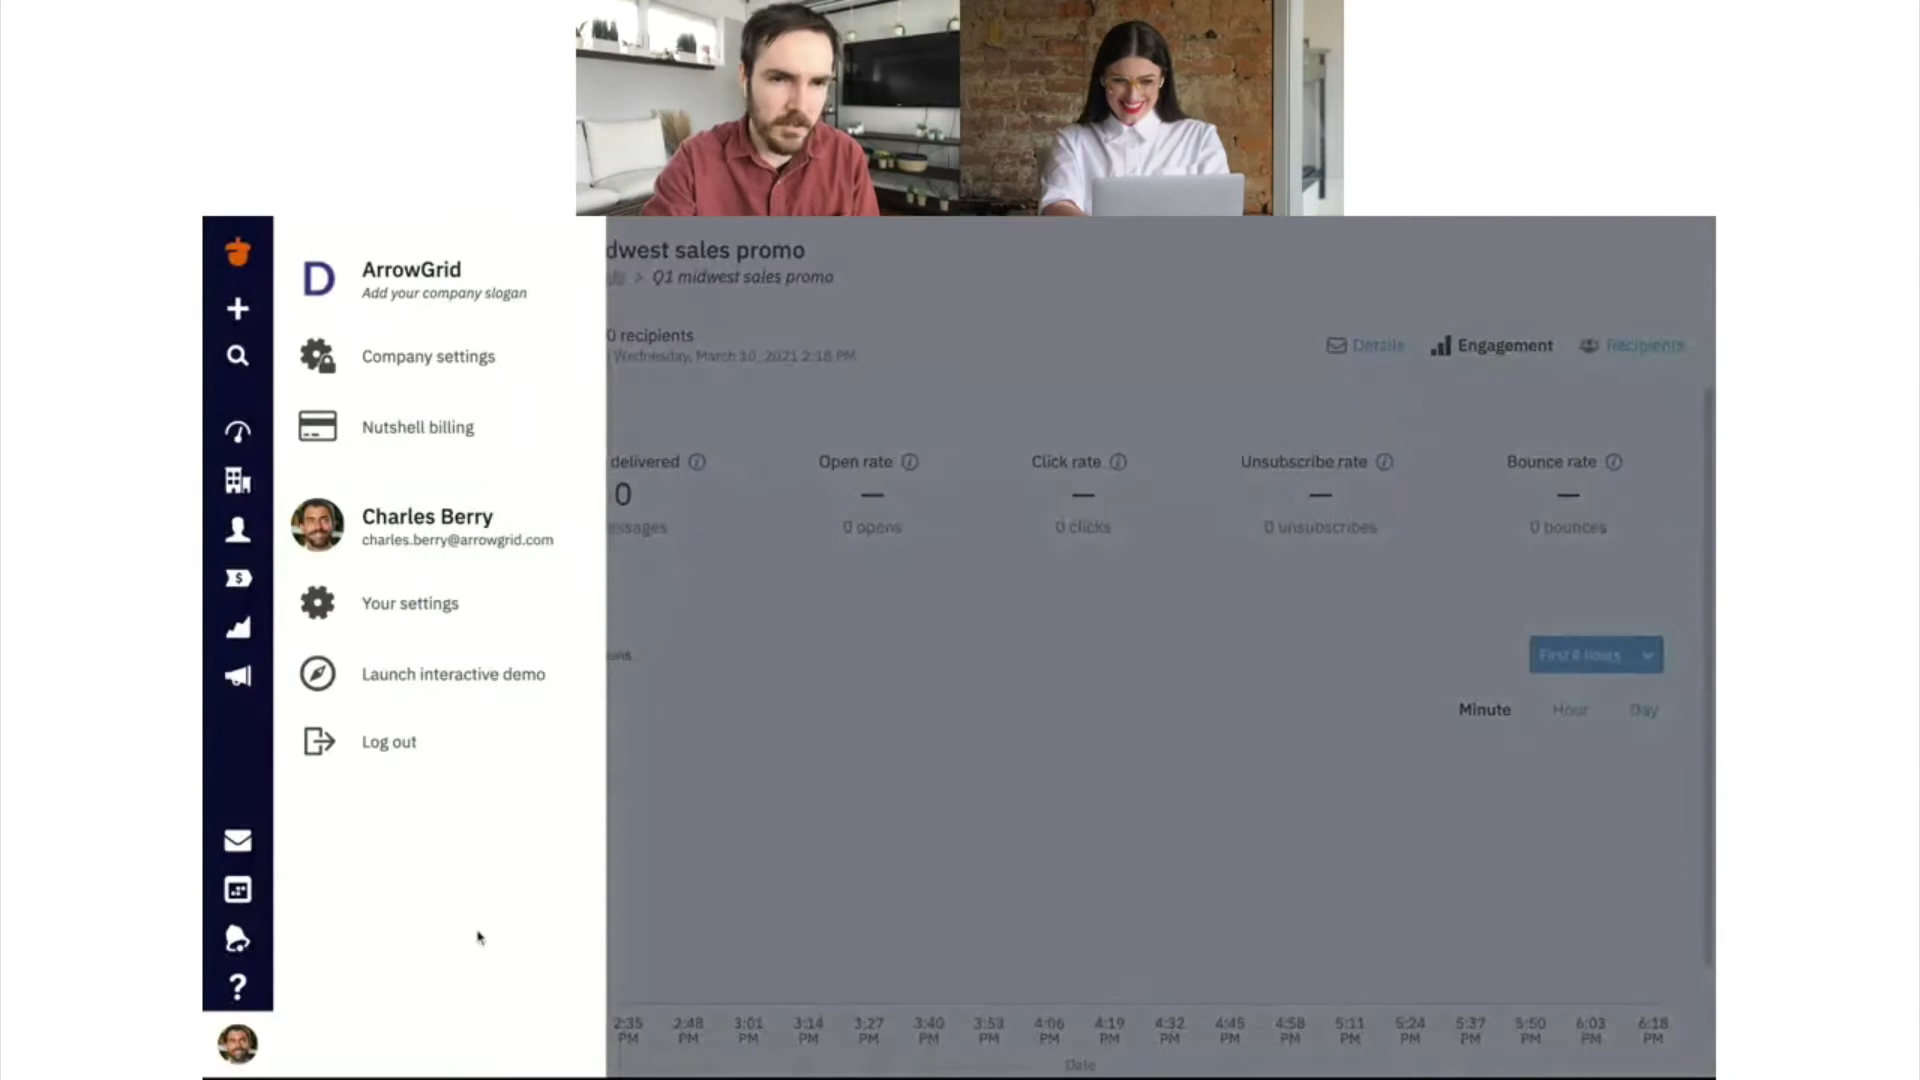 dwest sales promo
> Q1 midwest sales promo
D
ArrowGrid
Add your company slogan
Company settings
Nutshell billing
Charles Berry
charles.berry@arrowgrid.com
Your settings
Launch interactive demo
Log out
0 recipients
Wednesday, March 10, 2021 2:18 PM
Details
Engagement
Recipients
delivered
0
ssages
Open rate
—
0 opens
Click rate
—
0 clicks
Unsubscribe rate
—
0 unsubscribes
Bounce rate
—
0 bounces
First 4 hours
Minute Hour Day
2:35 PM
2:48 PM
3:01 PM
3:14 PM
3:27 PM
3:40 PM
3:53 PM
4:06 PM
4:19 PM
4:32 PM
4:45 PM
4:58 PM
5:11 PM
5:24 PM
5:37 PM
5:50 PM
6:03 PM
6:18 PM
Date